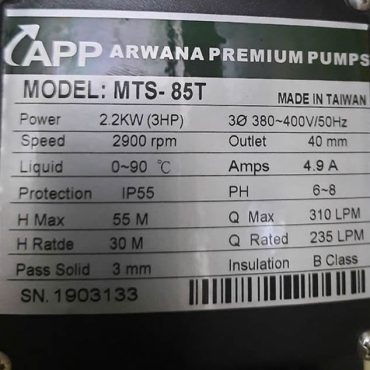 APP ARWANA PREMIUM PUMPS
MODEL: MTS- 85T MADE IN TAIWAN
Power 2.2KW (3HP) 3Ø 380~400V/50Hz
Speed 2900 rpm Outlet 40 mm
Liquid 0~90 ℃ Amps 4.9 A
Protection IP55 PH 6~8
H Max 55 M Q Max 310 LPM
H Ratde 30 M Q Rated 235 LPM
Pass Solid 3 mm Insulation B Class
SN.1903133